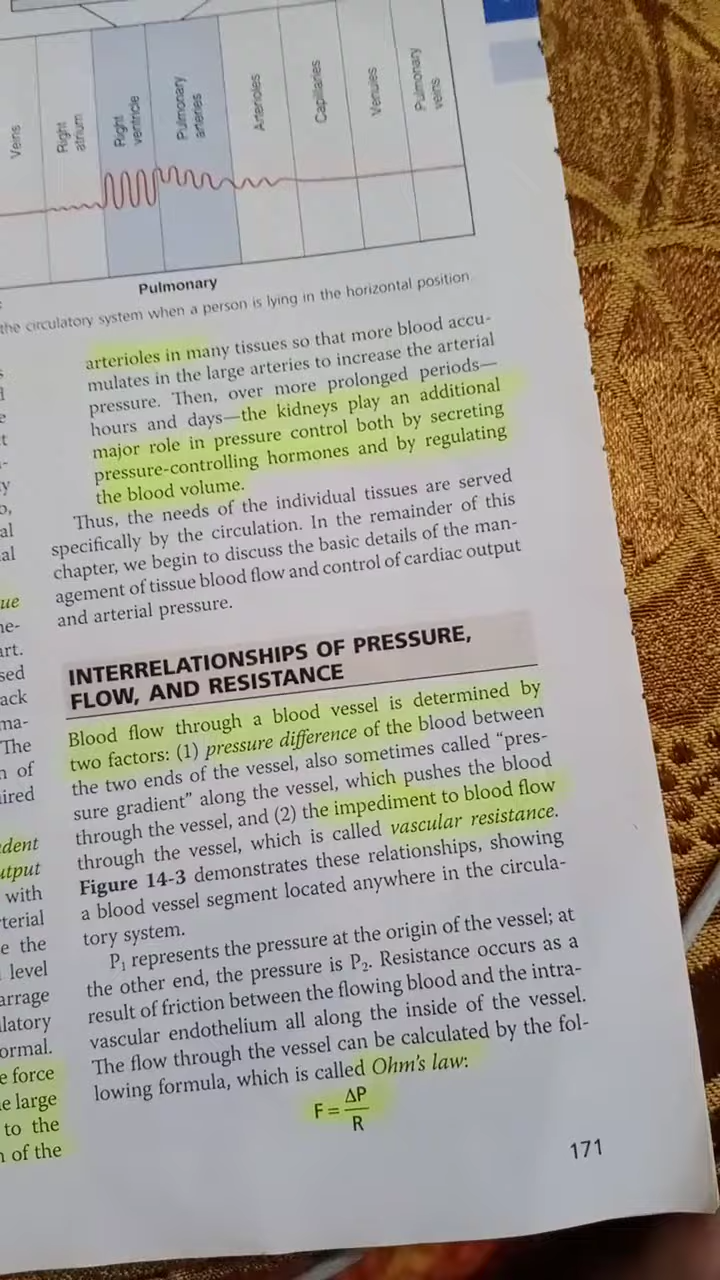 Veins
Right
atrium
Right
ventricle
Pulmonary
arteries
Arterioles
Capillaries
Venules
Pulmonary
veins
Pulmonary
the circulatory system when a person is lying in the horizontal position.
arterioles in many tissues so that more blood accu-
mulates in the large arteries to increase the arterial
pressure. Then, over more prolonged periods—
hours and days—the kidneys play an additional
major role in pressure control both by secreting
pressure-controlling hormones and by regulating
the blood volume.
Thus, the needs of the individual tissues are served
specifically by the circulation. In the remainder of this
chapter, we begin to discuss the basic details of the man-
agement of tissue blood flow and control of cardiac output
and arterial pressure.
INTERRELATIONSHIPS OF PRESSURE,
FLOW, AND RESISTANCE
Blood flow through a blood vessel is determined by
two factors: (1) pressure difference of the blood between
the two ends of the vessel, also sometimes called “pres-
sure gradient” along the vessel, which pushes the blood
through the vessel, and (2) the impediment to blood flow
through the vessel, which is called vascular resistance.
Figure 14-3 demonstrates these relationships, showing
a blood vessel segment located anywhere in the circula-
tory system.
P₁ represents the pressure at the origin of the vessel; at
the other end, the pressure is P₂. Resistance occurs as a
result of friction between the flowing blood and the intra-
vascular endothelium all along the inside of the vessel.
The flow through the vessel can be calculated by the fol-
lowing formula, which is called Ohm's law:
F = ΔP
R
171